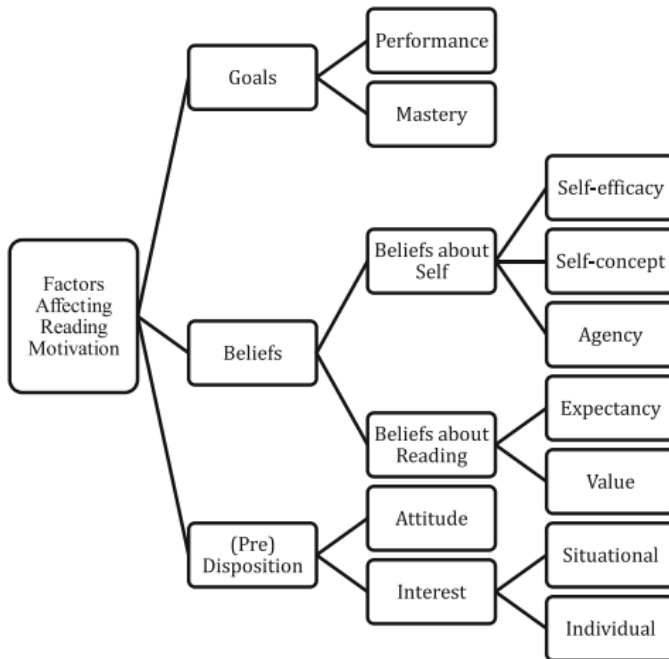 Factors
Affecting
Reading
Motivation
Goals
Performance
Mastery
Beliefs
Beliefs about
Self
Self-efficacy
Self-concept
Agency
Beliefs about
Reading
Expectancy
Value
(Pre)
Disposition
Attitude
Interest
Situational
Individual